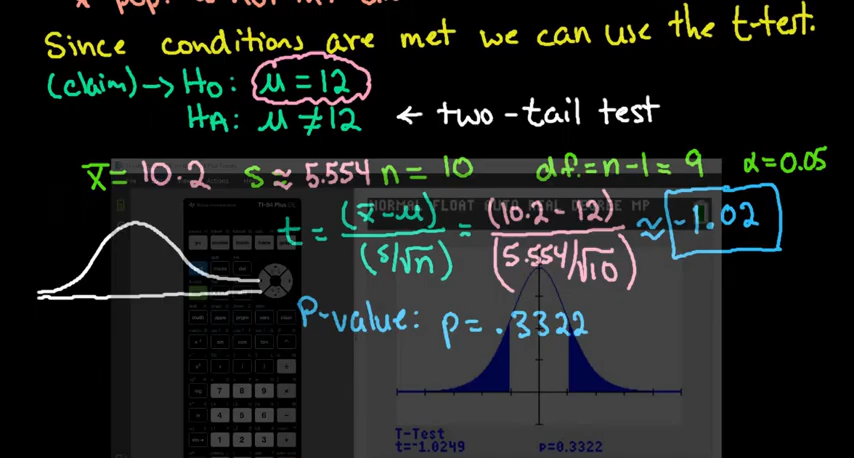 Since conditions are met we can use the t-test.
(claim) → H0: μ = 12
HA: μ ≠ 12 ← two-tail test
x̄ = 10.2 s ≈ 5.554 n = 10 d.f. = n-1 = 9 α = 0.05
NORMAL FLOAT AUTO REAL DEGREE MP
t = (x̄ - μ) / (s/√n) = (10.2 - 12) / (5.554/√10) ≈ -1.02
P-value: p = .3322
T-Test
t=-1.0249 p=0.3322